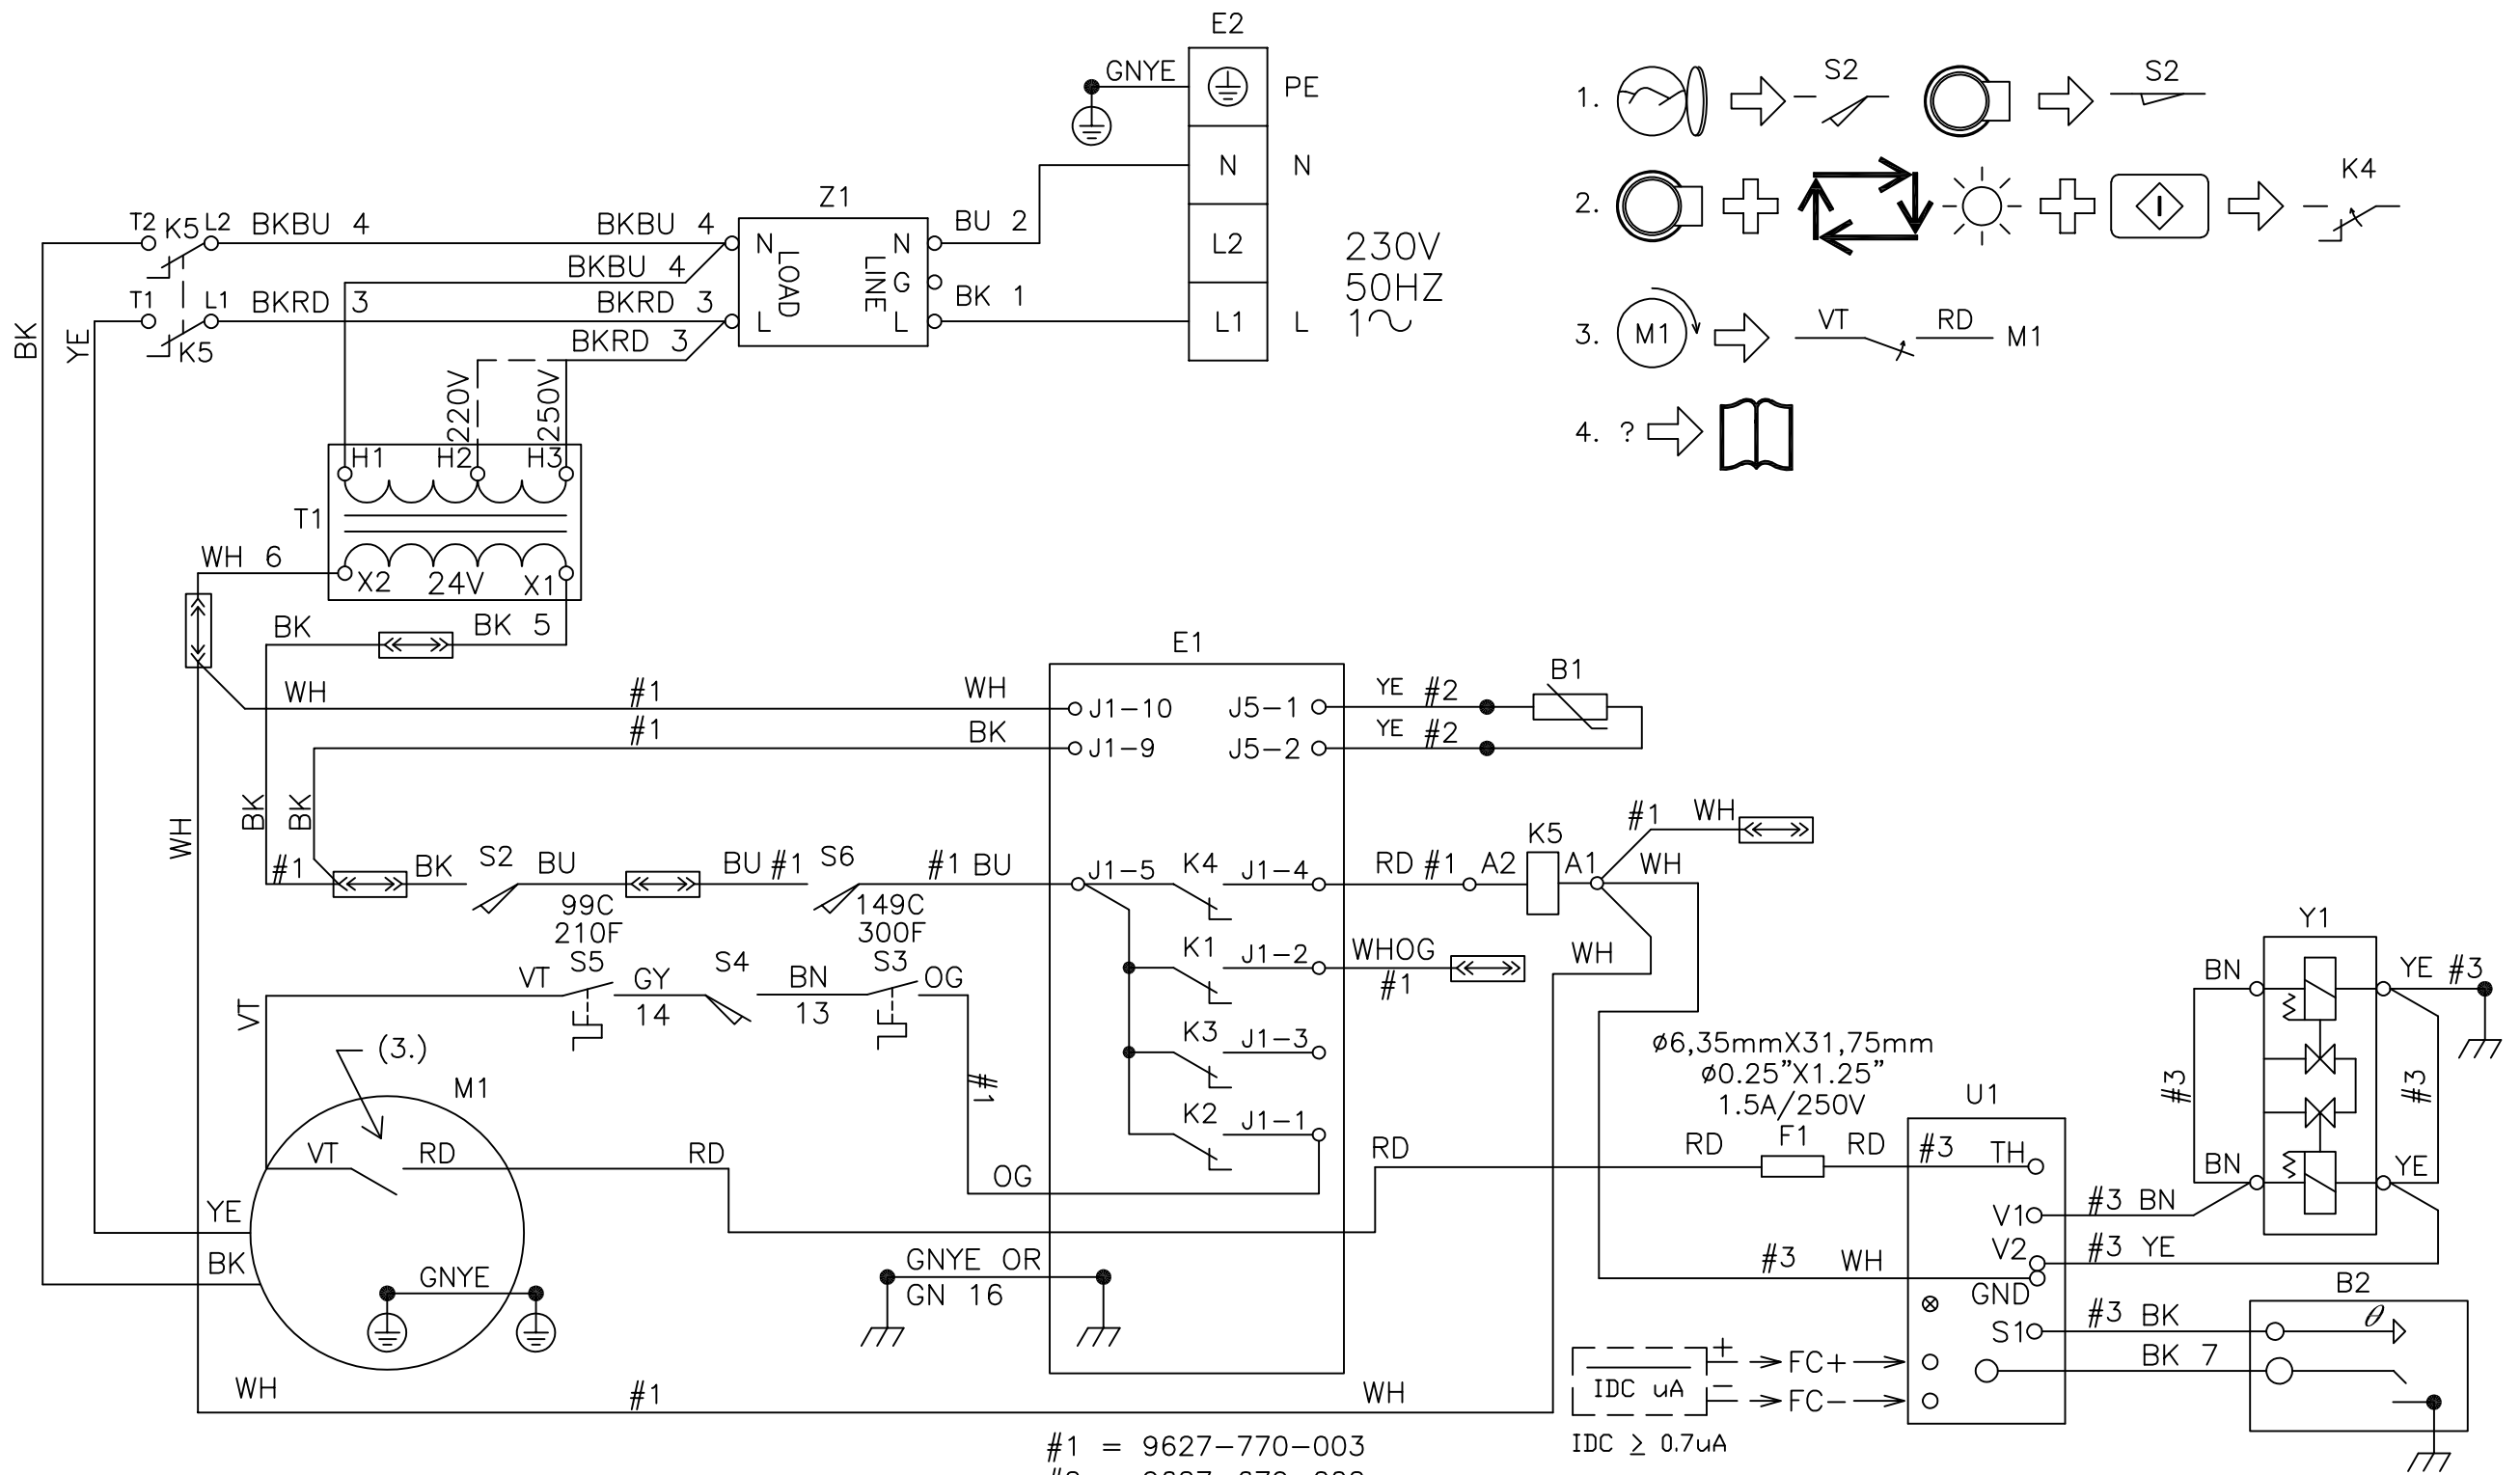 E2
GNYE
PE
N
N
L2
L1
L
230V
50HZ
1
Z1
N
LOAD
L
N
LINE
G
L
BU 2
BK 1
T2
K5
L2
BKBU 4
BKBU 4
BKBU 4
T1
K5
L1
BKRD 3
BKRD 3
BKRD 3
BK
YE
220V
250V
H1
H2
H3
T1
X2
24V
X1
WH 6
BK
BK 5
1.
S2
S2
2.
K4
3.
M1
VT
RD
M1
4. ?
E1
WH
#1
WH
J1-10
#1
BK
J1-9
J5-1
J5-2
YE #2
YE #2
B1
WH
BK
BK
#1
BK
S2
BU
BU #1
S6
#1 BU
J1-5
K4
J1-4
RD #1
A2
K5
A1
#1
WH
WH
WH
99C
210F
S5
149C
300F
S3
VT
VT
GY
14
S4
BN
13
OG
K1
J1-2
WHOG
#1
K3
J1-3
K2
J1-1
#1
OG
(3.)
M1
VT
RD
RD
YE
BK
GNYE
GNYE OR
GN 16
RD
ø6,35mmX31,75mm
ø0.25"X1.25"
1.5A/250V
RD
F1
RD
U1
#3
TH
V1
V2
GND
S1
#3 WH
#3 BN
#3 YE
#3 BK
BK 7
Y1
BN
YE #3
#3
#3
BN
YE
B2
θ
+
IDC uA
−
FC+
FC−
IDC ≥ 0.7uA
WH
#1
WH
#1 = 9627-770-003